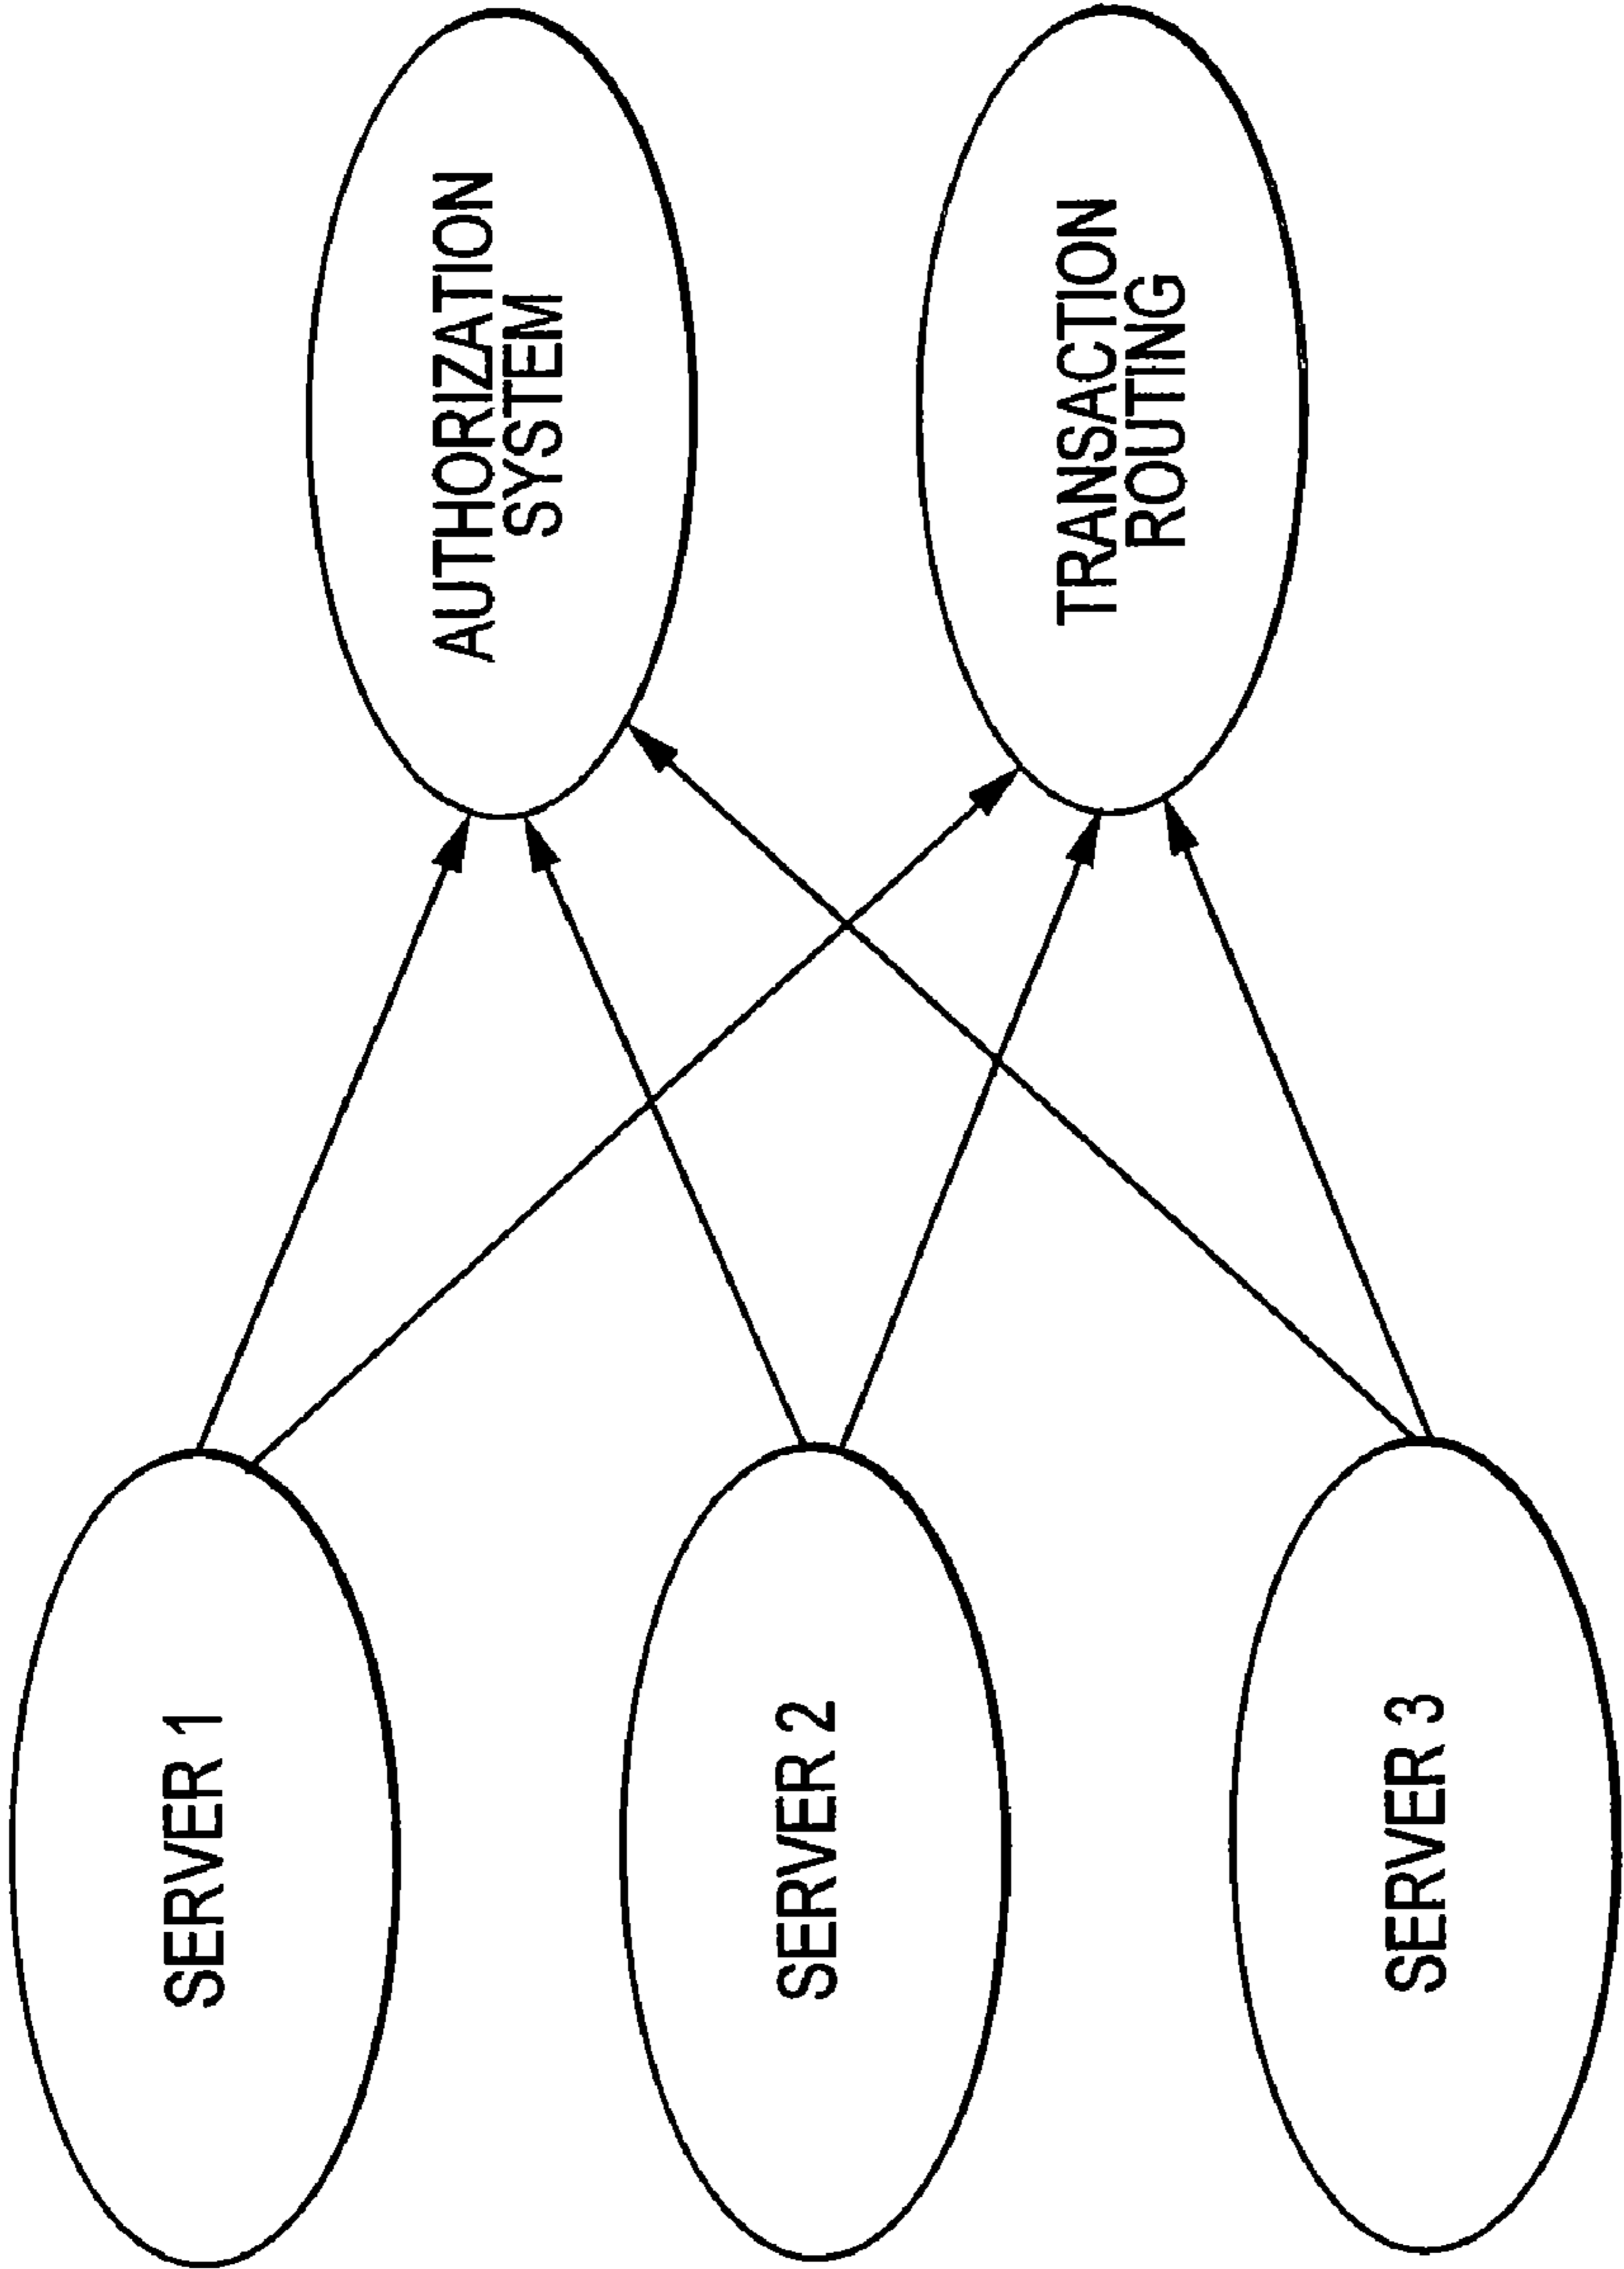 SERVER 1
SERVER 2
SERVER 3
AUTHORIZATION
SYSTEM
TRANSACTION
ROUTING